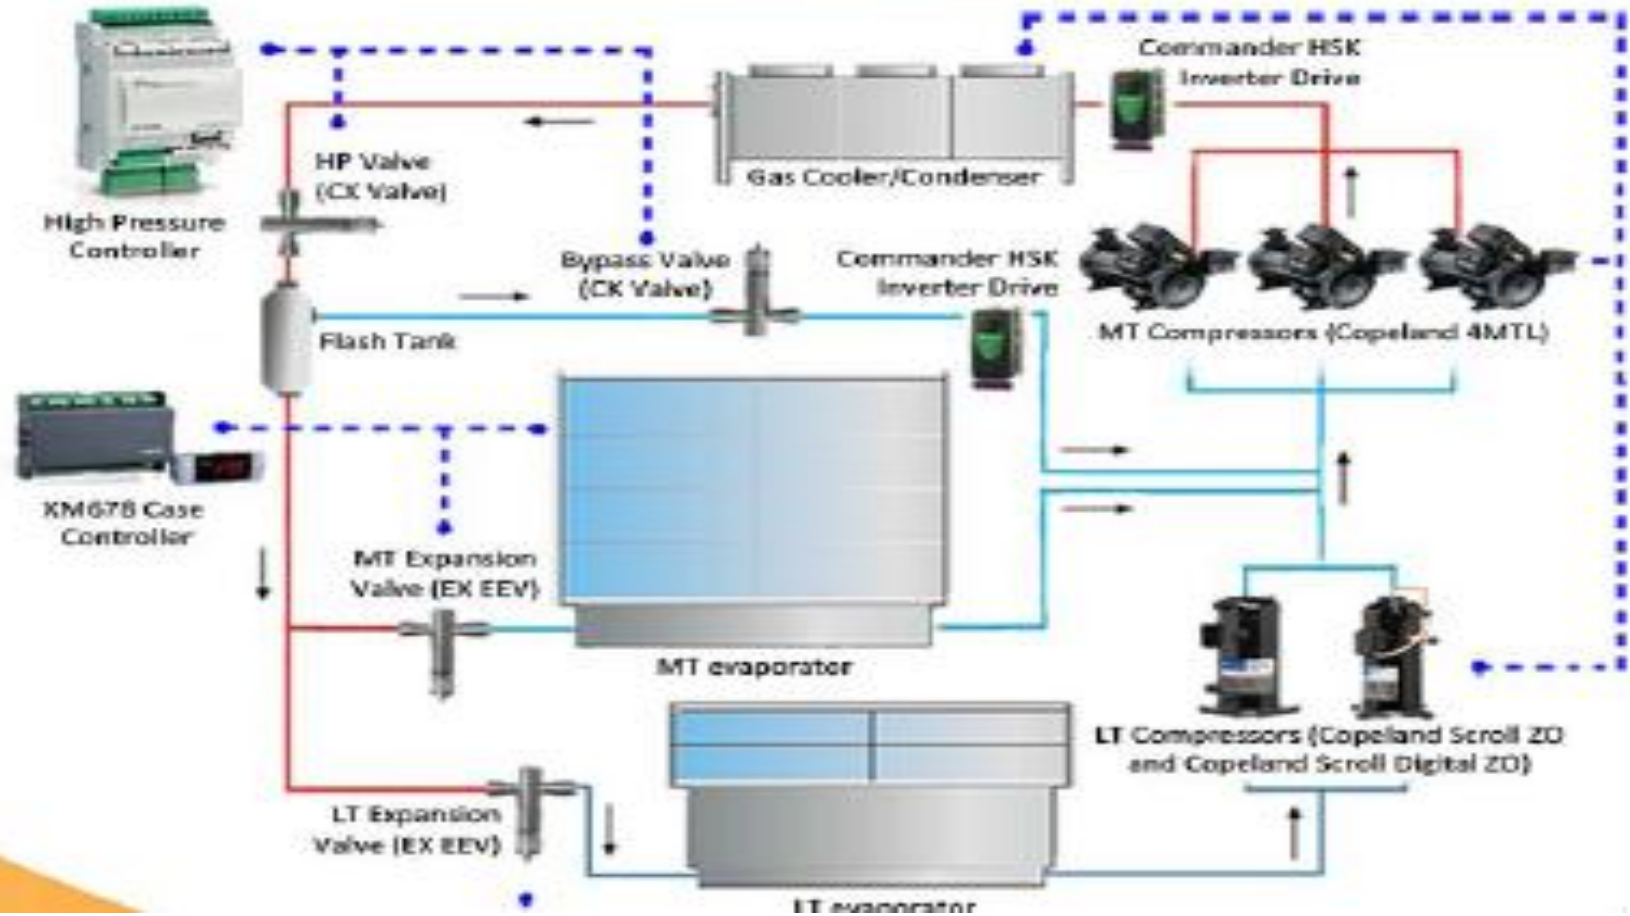 Commander HSK
Inverter Drive
HP Valve
(CX Valve)
Gas Cooler/Condenser
High Pressure
Controller
Bypass Valve
(CX Valve)
Commander HSK
Inverter Drive
Flash Tank
MT Compressors (Copeland 4MTL)
XM678 Case
Controller
MT Expansion
Valve (EX EEV)
MT evaporator
LT Compressors (Copeland Scroll ZO
and Copeland Scroll Digital ZO)
LT Expansion
Valve (EX EEV)
LT evaporator